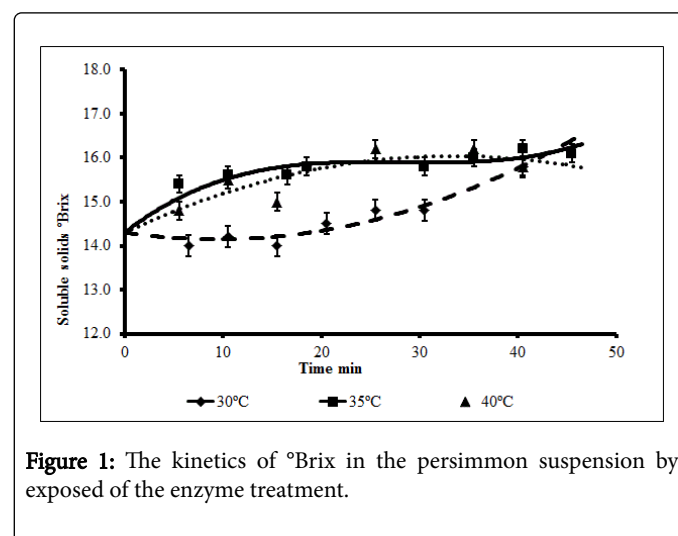 18.0
17.0
16.0
15.0
14.0
13.0
12.0
Soluble solids °Brix
0 10 20 30 40 50
Time min
30°C 35°C 40°C
Figure 1: The kinetics of °Brix in the persimmon suspension by
exposed of the enzyme treatment.